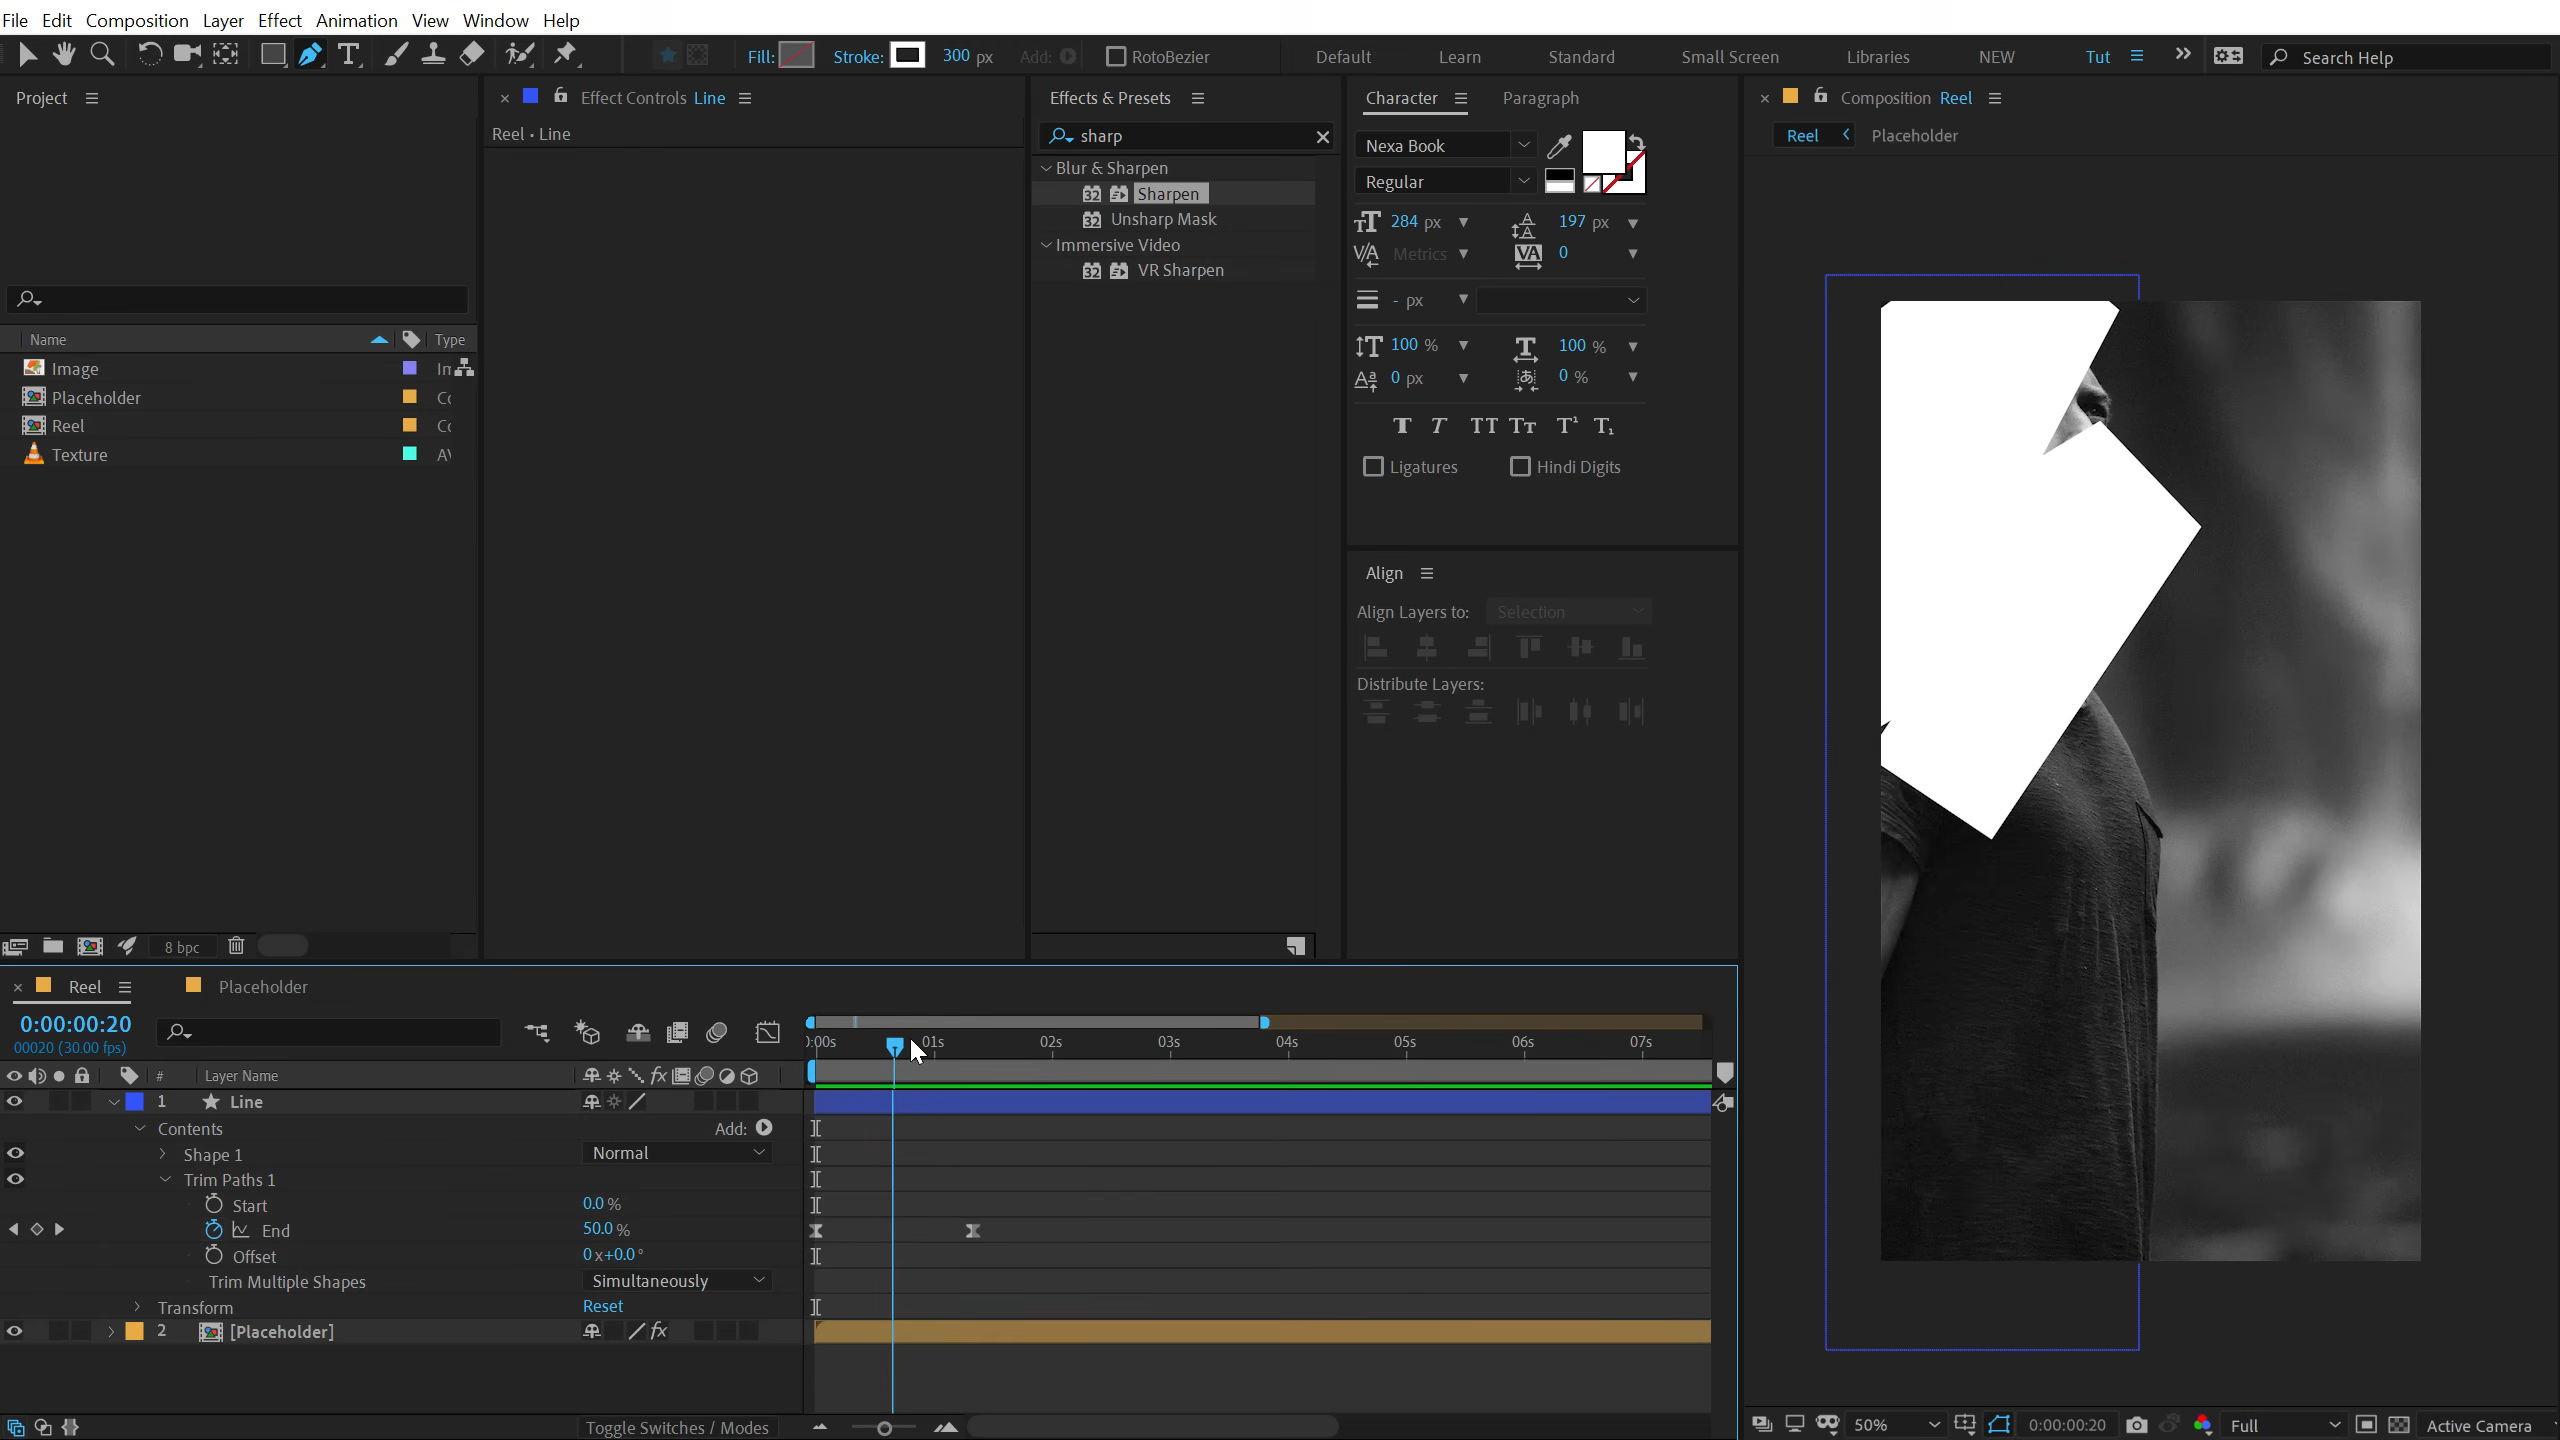 File Edit Composition Layer Effect Animation View Window Help
Fill: Stroke: 300 px Add: RotoBezier Default Learn Standard Small Screen Libraries NEW Tut Search Help
Project
Effect Controls Line
Reel • Line
Effects & Presets
sharp
Blur & Sharpen
Sharpen
Unsharp Mask
Immersive Video
VR Sharpen
Character Paragraph
Nexa Book
Regular
284 px 197 px
Metrics 0
- px
100 % 100 %
0 px 0 %
Ligatures Hindi Digits
Align
Align Layers to: Selection
Distribute Layers:
Composition Reel
Reel Placeholder
Name Type
Image
Placeholder
Reel
Texture
8 bpc
Reel Placeholder
0:00:00:20
00020 (30.00 fps)
01s 02s 03s 04s 05s 06s 07s
# Layer Name
1 Line
Contents Add:
Shape 1 Normal
Trim Paths 1
Start 0.0 %
End 50.0 %
Offset 0 x+0.0 °
Trim Multiple Shapes Simultaneously
Transform Reset
2 [Placeholder]
Toggle Switches / Modes
50% 0:00:00:20 Full Active Camera